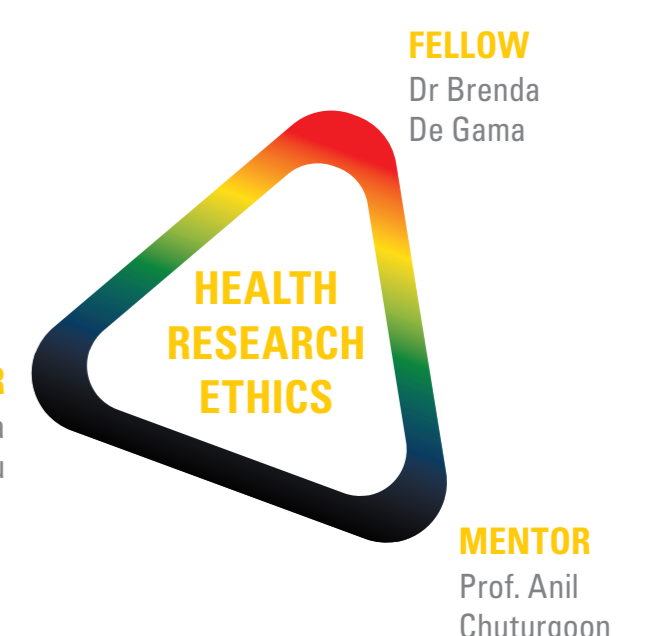 FELLOW
Dr Brenda
De Gama
HEALTH
RESEARCH
ETHICS
MENTOR
Prof. Anil
Chuturgoon